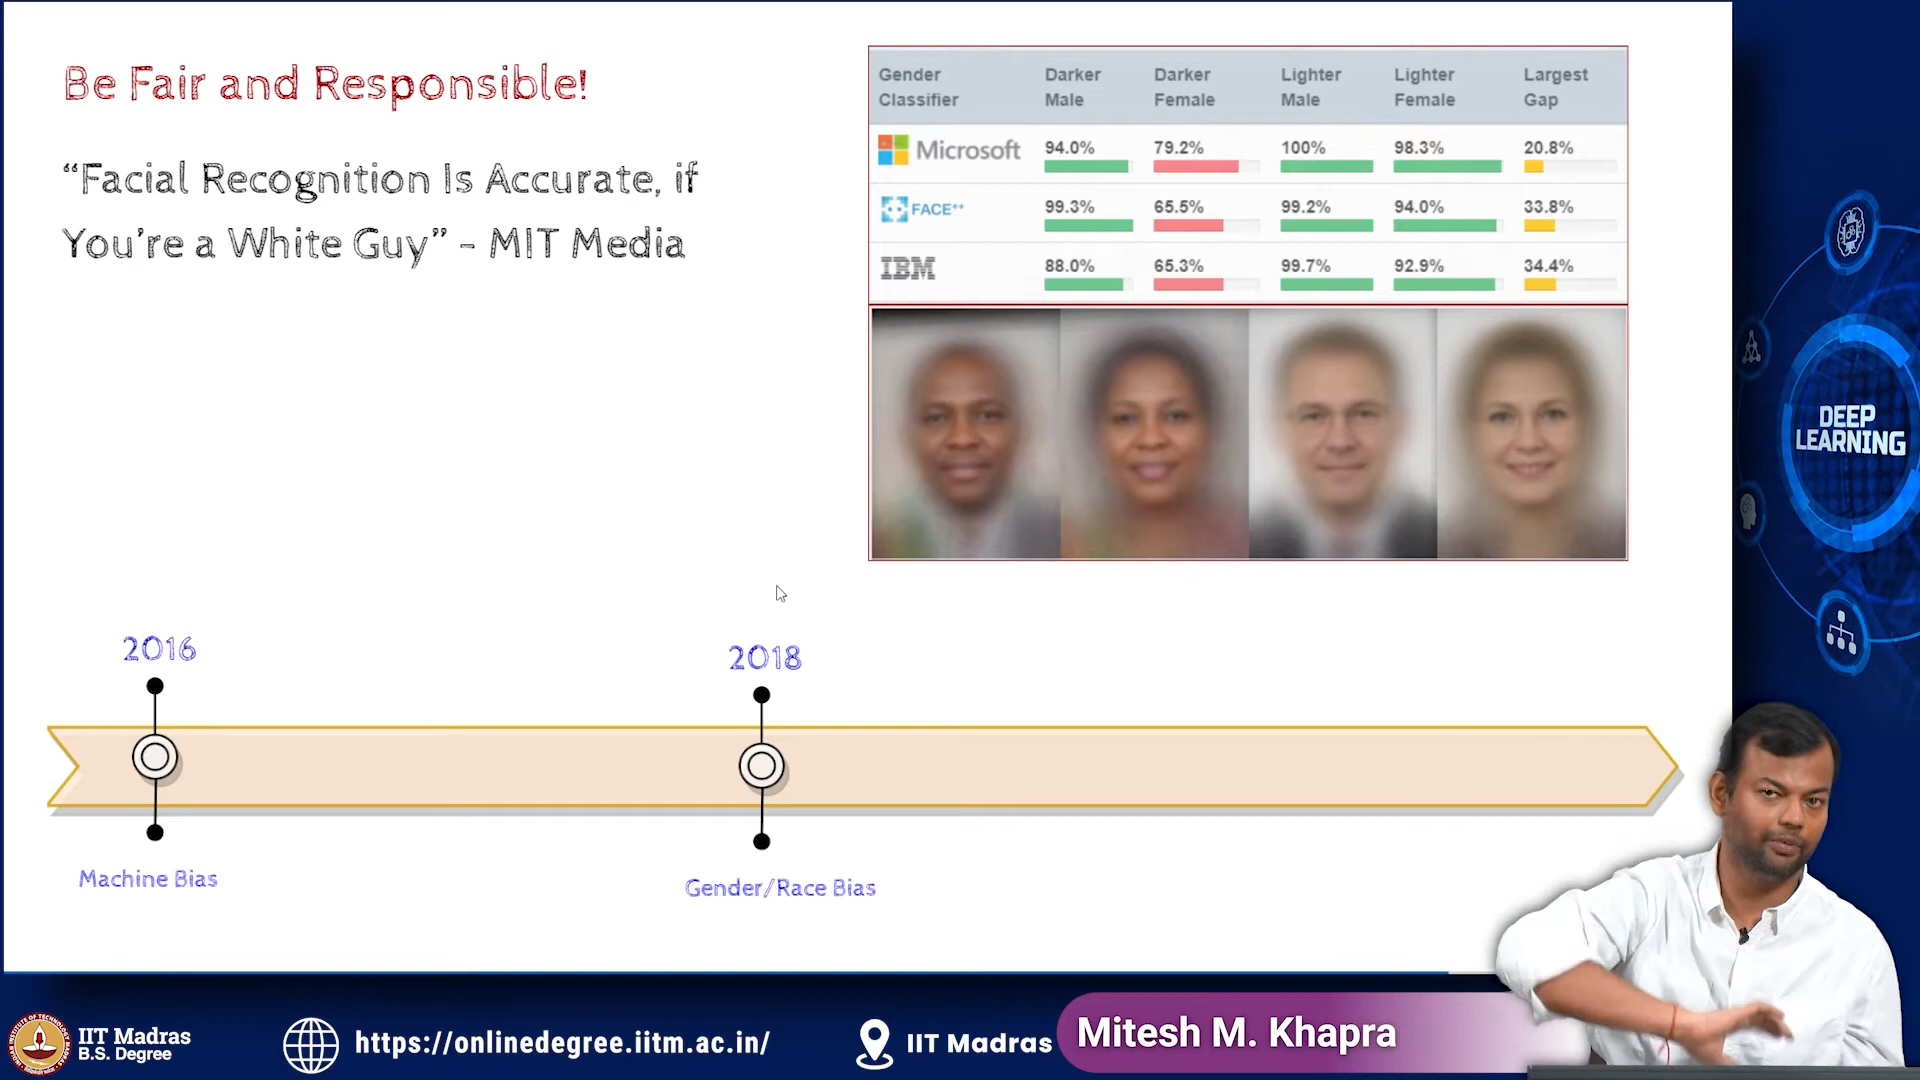 Be Fair and Responsible!
“Facial Recognition Is Accurate, if
You’re a White Guy” - MIT Media
Gender Classifier Darker Male Darker Female Lighter Male Lighter Female Largest Gap
Microsoft 94.0% 79.2% 100% 98.3% 20.8%
FACE++ 99.3% 65.5% 99.2% 94.0% 33.8%
IBM 88.0% 65.3% 99.7% 92.9% 34.4%
2016
2018
Machine Bias
Gender/Race Bias
DEEP
LEARNING
IIT Madras
B.S. Degree
https://onlinedegree.iitm.ac.in/
IIT Madras
Mitesh M. Khapra